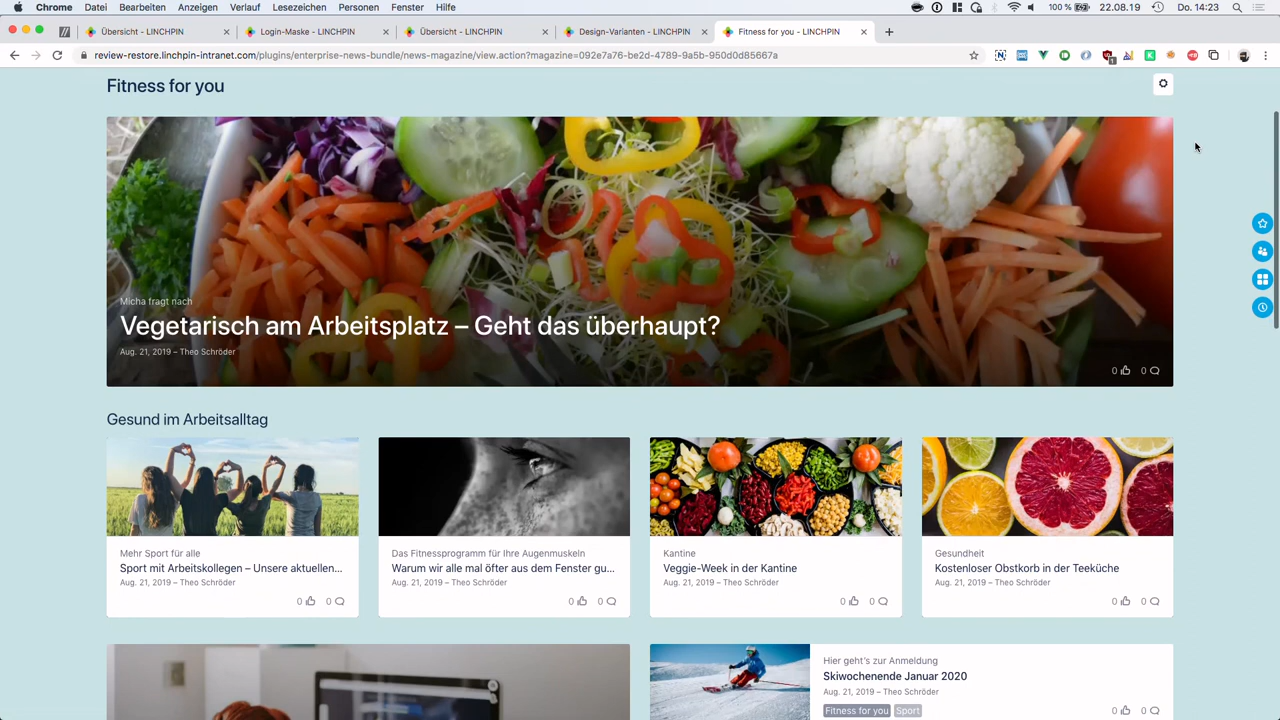 Chrome Datei Bearbeiten Anzeigen Verlauf Lesezeichen Personen Fenster Hilfe 100 % 22.08.19 Do. 14:23
Übersicht - LINCHPIN Login-Maske - LINCHPIN Übersicht - LINCHPIN Design-Varianten - LINCHPIN Fitness for you - LINCHPIN
review-restore.linchpin-intranet.com/plugins/enterprise-news-bundle/news-magazine/view.action?magazine=092e7a76-be2d-4789-9a5b-950d0d85667a
Fitness for you
Micha fragt nach
Vegetarisch am Arbeitsplatz – Geht das überhaupt?
Aug. 21, 2019 – Theo Schröder
0 0
Gesund im Arbeitsalltag
Mehr Sport für alle
Sport mit Arbeitskollegen – Unsere aktuellen...
Aug. 21, 2019 – Theo Schröder
0 0
Das Fitnessprogramm für Ihre Augenmuskeln
Warum wir alle mal öfter aus dem Fenster gu...
Aug. 21, 2019 – Theo Schröder
0 0
Kantine
Veggie-Week in der Kantine
Aug. 21, 2019 – Theo Schröder
0 0
Gesundheit
Kostenloser Obstkorb in der Teeküche
Aug. 21, 2019 – Theo Schröder
0 0
Hier geht's zur Anmeldung
Skiwochenende Januar 2020
Aug. 21, 2019 – Theo Schröder
Fitness for you Sport
0 0